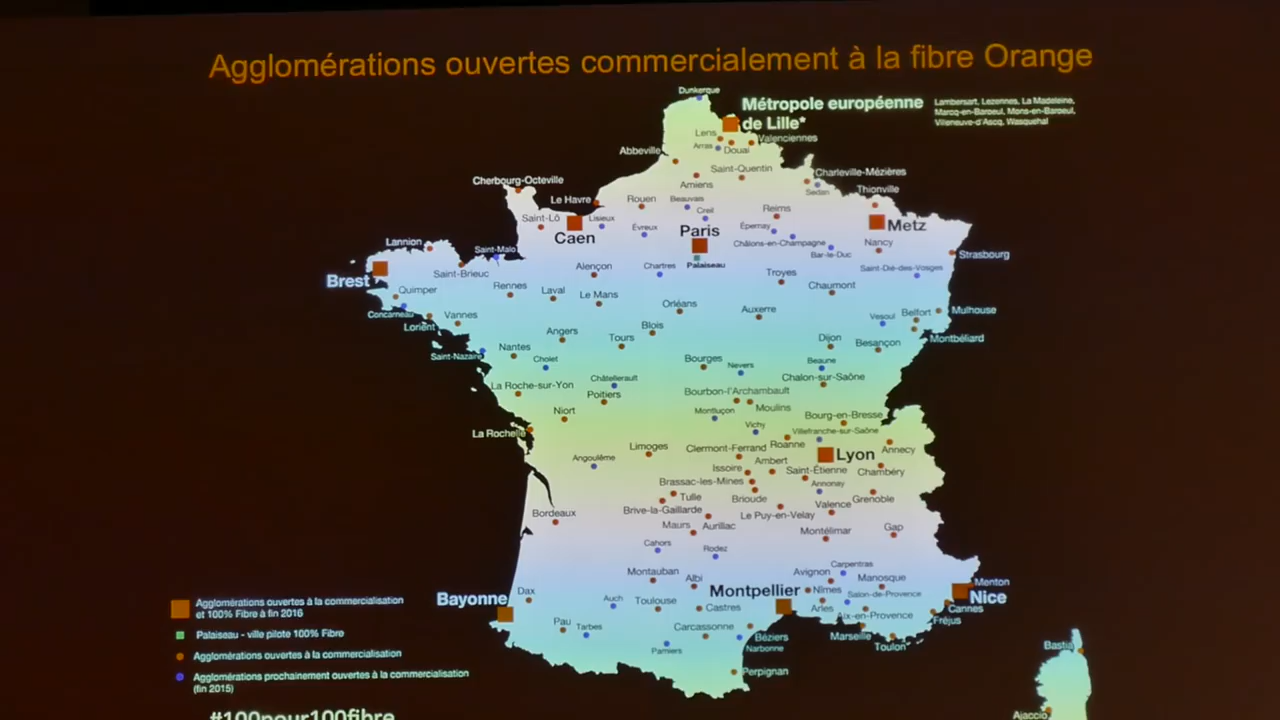 Agglomérations ouvertes commercialement à la fibre Orange
Dunkerque
Métropole européenne
de Lille*
Lambersart, Lezennes, La Madeleine,
Marcq-en-Baroeul, Mons-en-Baroeul,
Villeneuve-d'Ascq, Wasquehal
Lens
Valenciennes
Arras
Douai
Abbeville
Saint-Quentin
Charleville-Mézières
Cherbourg-Octeville
Amiens
Sedan
Thionville
Le Havre
Rouen
Beauvais
Creil
Reims
Saint-Lô
Lisieux
Évreux
Épernay
Metz
Caen
Paris
Châlons-en-Champagne
Nancy
Lannion
Saint-Malo
Bar-le-Duc
Strasbourg
Saint-Brieuc
Alençon
Chartres
Palaiseau
Troyes
Saint-Dié-des-Vosges
Brest
Quimper
Rennes
Laval
Le Mans
Chaumont
Orléans
Auxerre
Concarneau
Vannes
Vesoul
Belfort
Mulhouse
Lorient
Angers
Tours
Blois
Dijon
Besançon
Montbéliard
Saint-Nazaire
Nantes
Cholet
Bourges
Nevers
Beaune
La Roche-sur-Yon
Châtellerault
Chalon-sur-Saône
Poitiers
Bourbon-l'Archambault
Niort
Montluçon
Moulins
Bourg-en-Bresse
La Rochelle
Vichy
Villefranche-sur-Saône
Limoges
Clermont-Ferrand
Roanne
Lyon
Annecy
Angoulême
Issoire
Ambert
Saint-Étienne
Chambéry
Brassac-les-Mines
Annonay
Tulle
Brioude
Grenoble
Bordeaux
Brive-la-Gaillarde
Le Puy-en-Velay
Valence
Maurs
Aurillac
Montélimar
Gap
Cahors
Rodez
Montauban
Albi
Avignon
Carpentras
Manosque
Menton
Bayonne
Dax
Auch
Toulouse
Montpellier
Nîmes
Salon-de-Provence
Nice
Castres
Arles
Aix-en-Provence
Cannes
Fréjus
Pau
Tarbes
Carcassonne
Béziers
Marseille
Toulon
Pamiers
Narbonne
Perpignan
Bastia
Ajaccio
Agglomérations ouvertes à la commercialisation
et 100% Fibre à fin 2016
Palaiseau - ville pilote 100% Fibre
Agglomérations ouvertes à la commercialisation
Agglomérations prochainement ouvertes à la commercialisation
(fin 2015)
#100pour100fibre